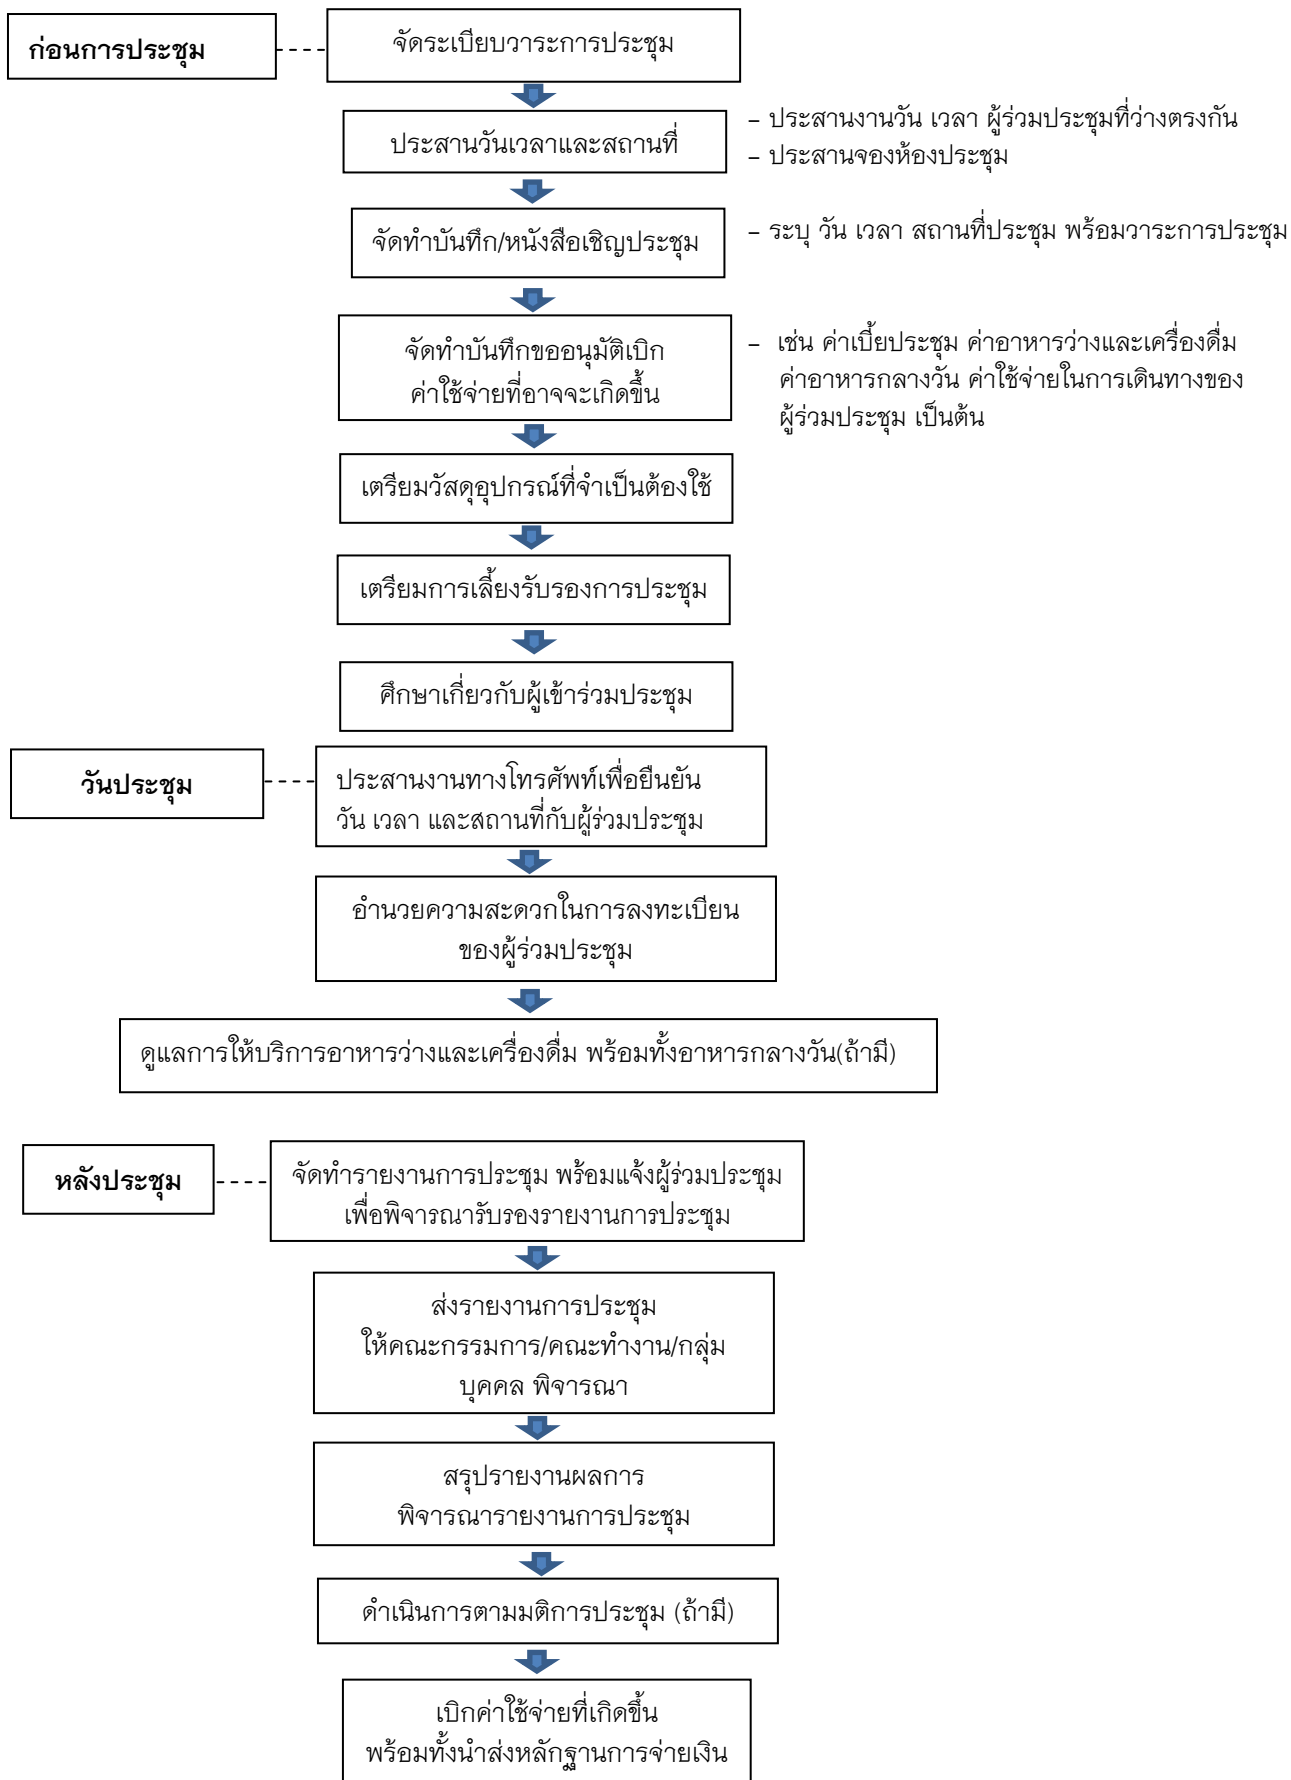 ก่อนการประชุม
จัดระเบียบวาระการประชุม
ประสานวันเวลาและสถานที่
– ประสานงานวัน เวลา ผู้ร่วมประชุมที่ว่างตรงกัน
– ประสานจองห้องประชุม
จัดทำบันทึก/หนังสือเชิญประชุม
– ระบุ วัน เวลา สถานที่ประชุม พร้อมวาระการประชุม
จัดทำบันทึกขออนุมัติเบิก
ค่าใช้จ่ายที่อาจจะเกิดขึ้น
– เช่น ค่าเบี้ยประชุม ค่าอาหารว่างและเครื่องดื่ม
ค่าอาหารกลางวัน ค่าใช้จ่ายในการเดินทางของ
ผู้ร่วมประชุม เป็นต้น
เตรียมวัสดุอุปกรณ์ที่จำเป็นต้องใช้
เตรียมการเลี้ยงรับรองการประชุม
ศึกษาเกี่ยวกับผู้เข้าร่วมประชุม
วันประชุม
ประสานงานทางโทรศัพท์เพื่อยืนยัน
วัน เวลา และสถานที่กับผู้ร่วมประชุม
อำนวยความสะดวกในการลงทะเบียน
ของผู้ร่วมประชุม
ดูแลการให้บริการอาหารว่างและเครื่องดื่ม พร้อมทั้งอาหารกลางวัน(ถ้ามี)
หลังประชุม
จัดทำรายงานการประชุม พร้อมแจ้งผู้ร่วมประชุม
เพื่อพิจารณารับรองรายงานการประชุม
ส่งรายงานการประชุม
ให้คณะกรรมการ/คณะทำงาน/กลุ่ม
บุคคล พิจารณา
สรุปรายงานผลการ
พิจารณารายงานการประชุม
ดำเนินการตามมติการประชุม (ถ้ามี)
เบิกค่าใช้จ่ายที่เกิดขึ้น
พร้อมทั้งนำส่งหลักฐานการจ่ายเงิน